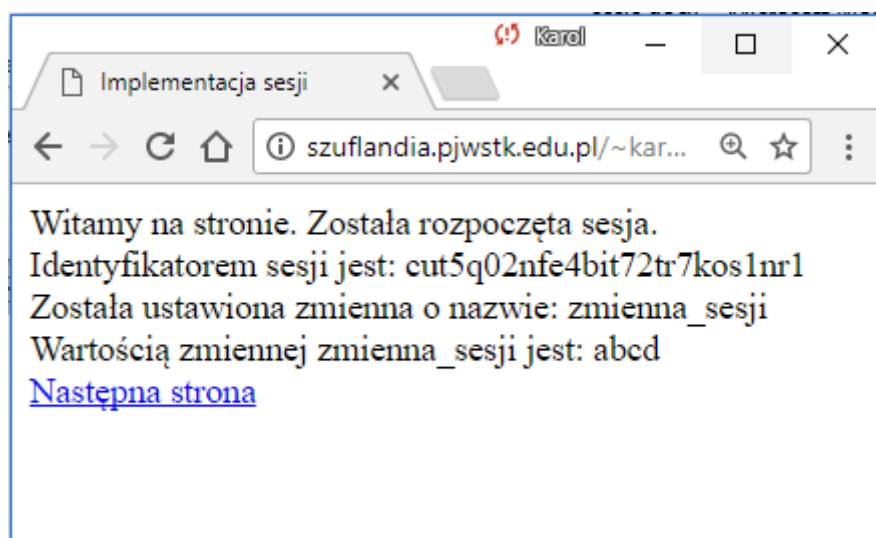 Karol
Implementacja sesji
szuflandia.pjwstk.edu.pl/~kar...
Witamy na stronie. Została rozpoczęta sesja.
Identyfikatorem sesji jest: cut5q02nfe4bit72tr7kos1nr1
Została ustawiona zmienna o nazwie: zmienna_sesji
Wartością zmiennej zmienna_sesji jest: abcd
Następna strona